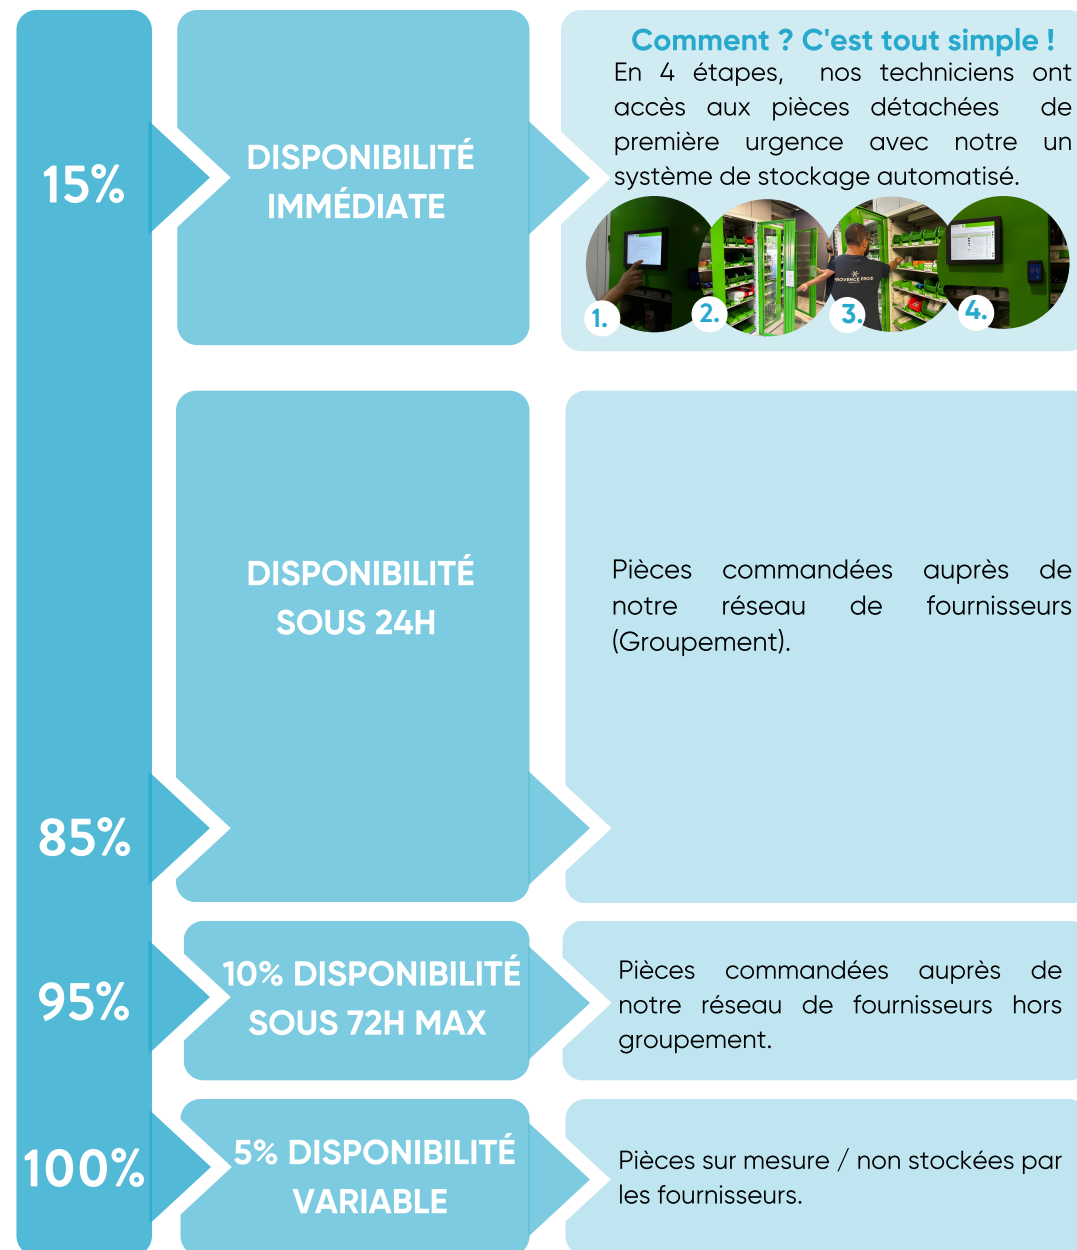 15%
DISPONIBILITÉ
IMMÉDIATE
Comment ? C'est tout simple !
En 4 étapes, nos techniciens ont
accès aux pièces détachées de
première urgence avec notre un
système de stockage automatisé.
PROVENCE FROID
1.
2.
3.
4.
DISPONIBILITÉ
SOUS 24H
Pièces commandées auprès de
notre réseau de fournisseurs
(Groupement).
85%
95%
10% DISPONIBILITÉ
SOUS 72H MAX
Pièces commandées auprès de
notre réseau de fournisseurs hors
groupement.
100%
5% DISPONIBILITÉ
VARIABLE
Pièces sur mesure / non stockées par
les fournisseurs.